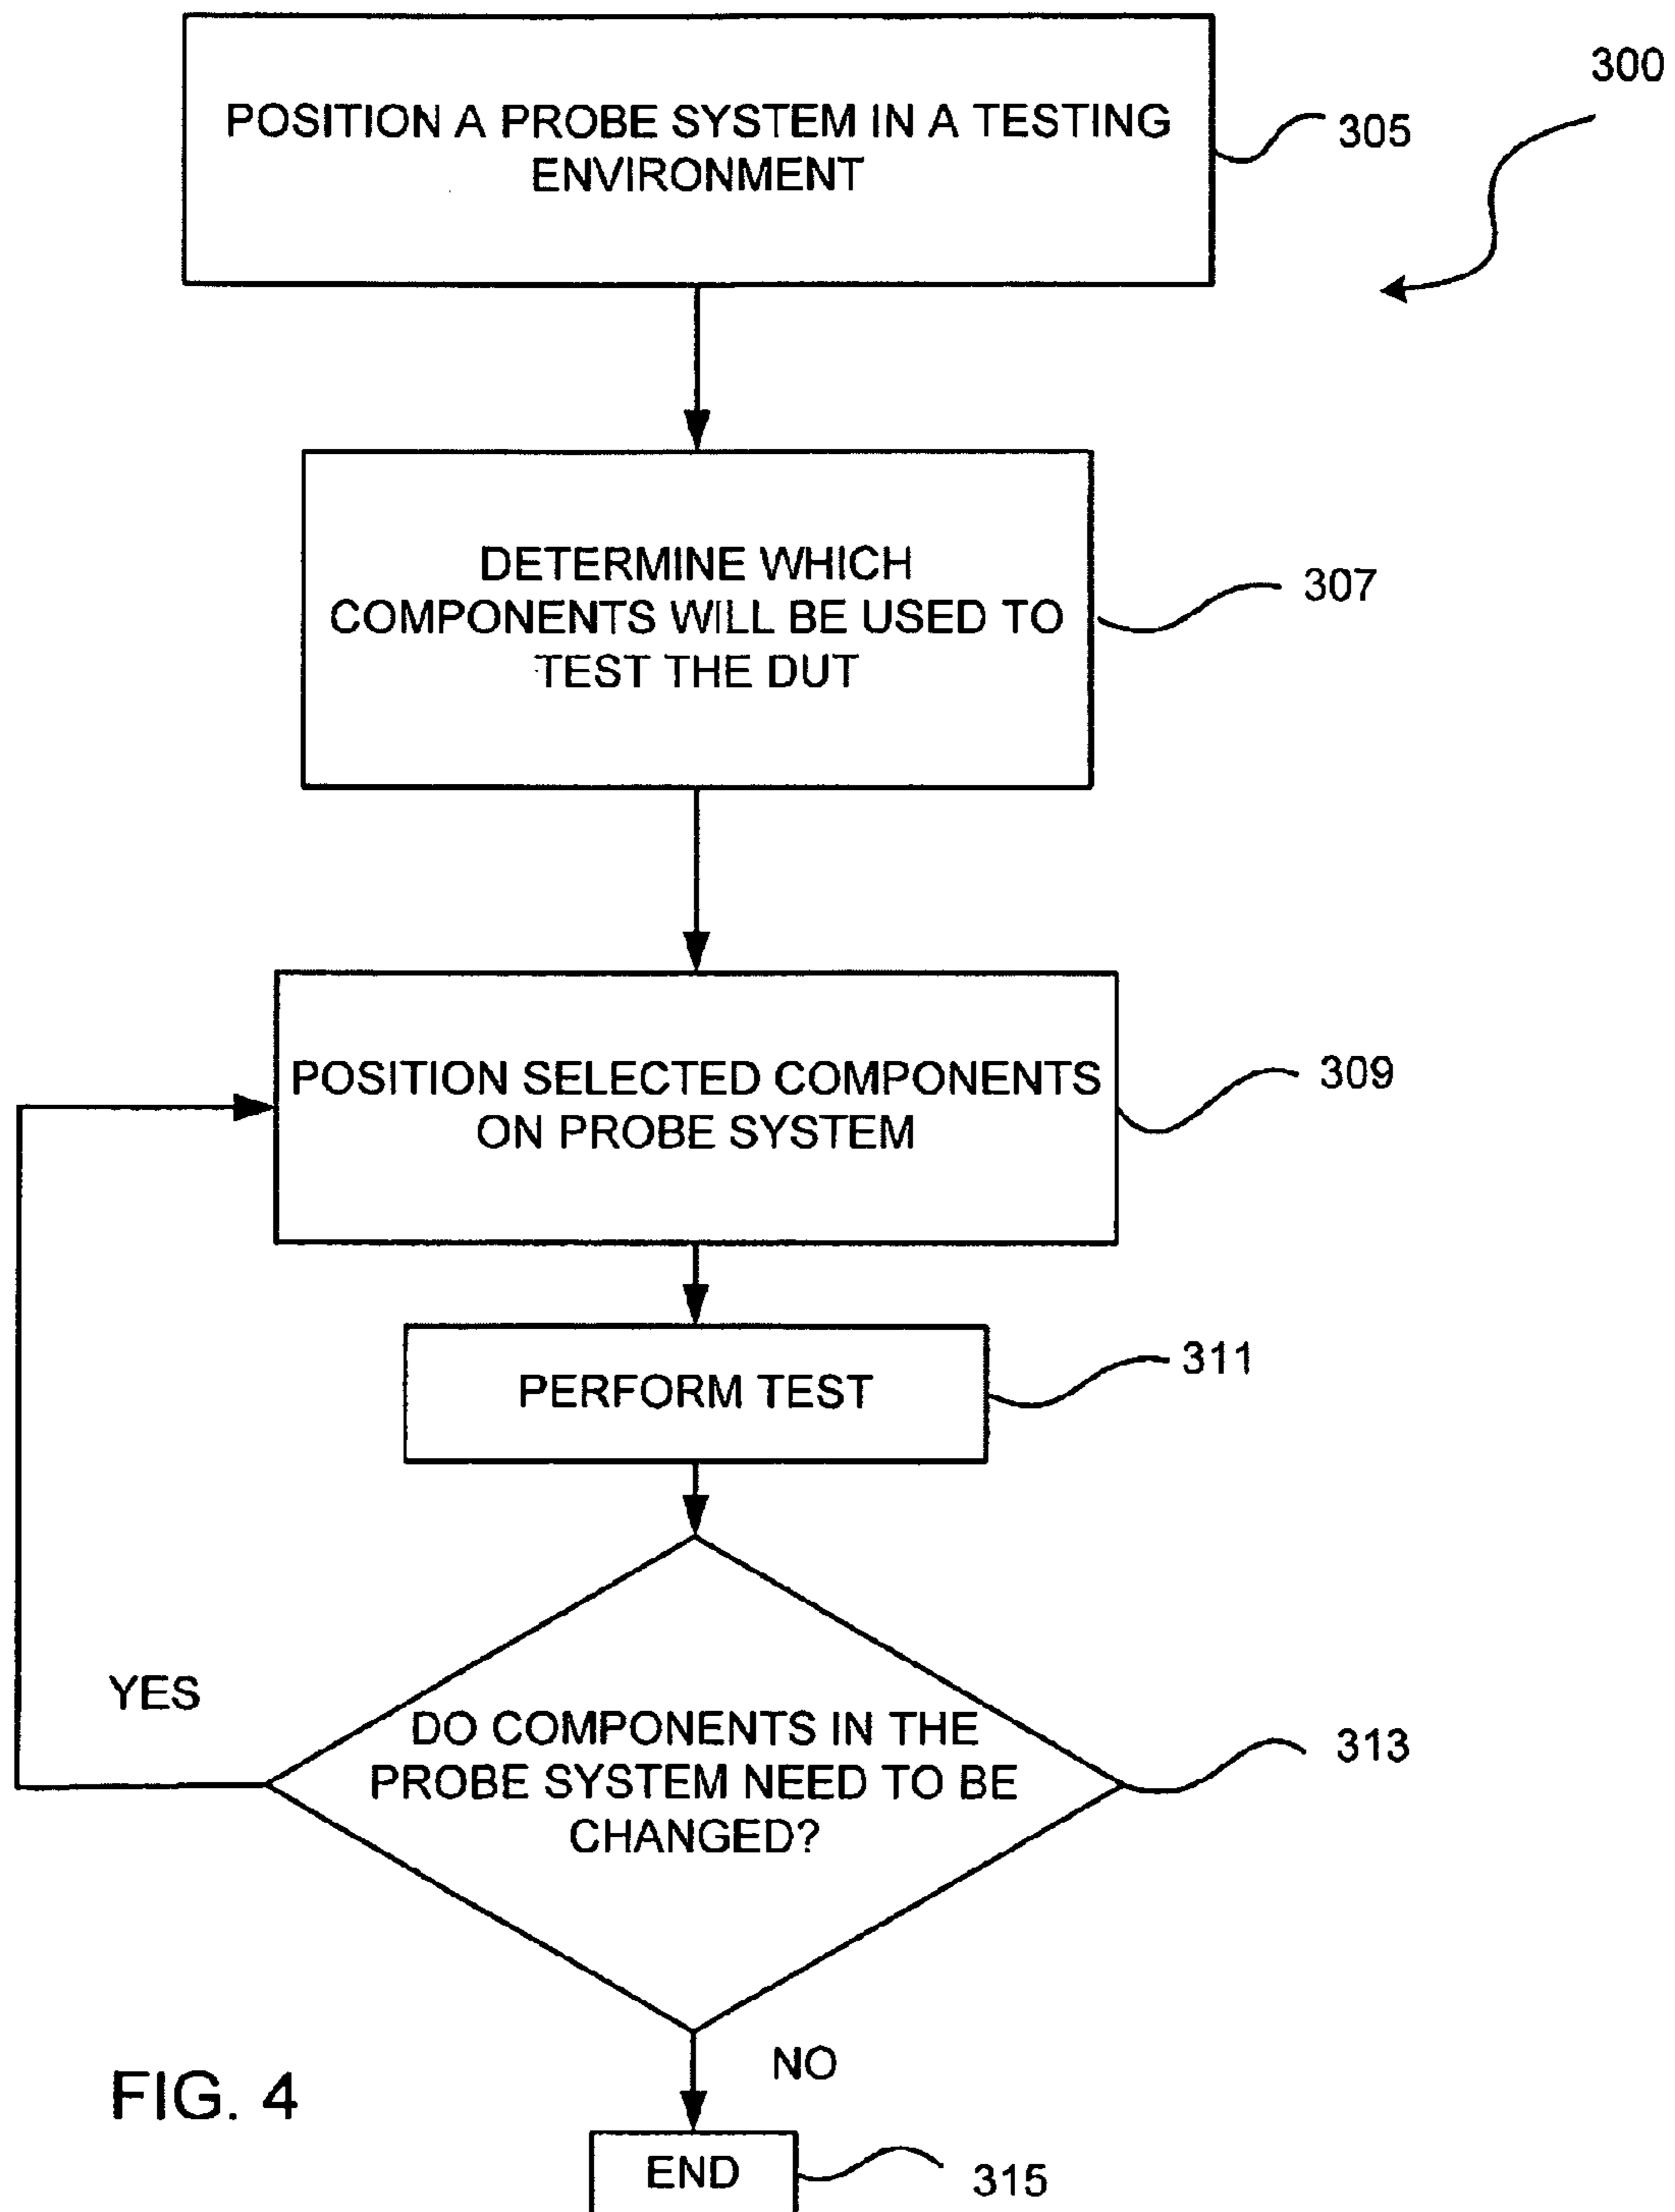 300
POSITION A PROBE SYSTEM IN A TESTING
ENVIRONMENT
305
DETERMINE WHICH
COMPONENTS WILL BE USED TO
TEST THE DUT
307
POSITION SELECTED COMPONENTS
ON PROBE SYSTEM
309
PERFORM TEST
311
YES
DO COMPONENTS IN THE
PROBE SYSTEM NEED TO BE
CHANGED?
313
NO
FIG. 4
END
315